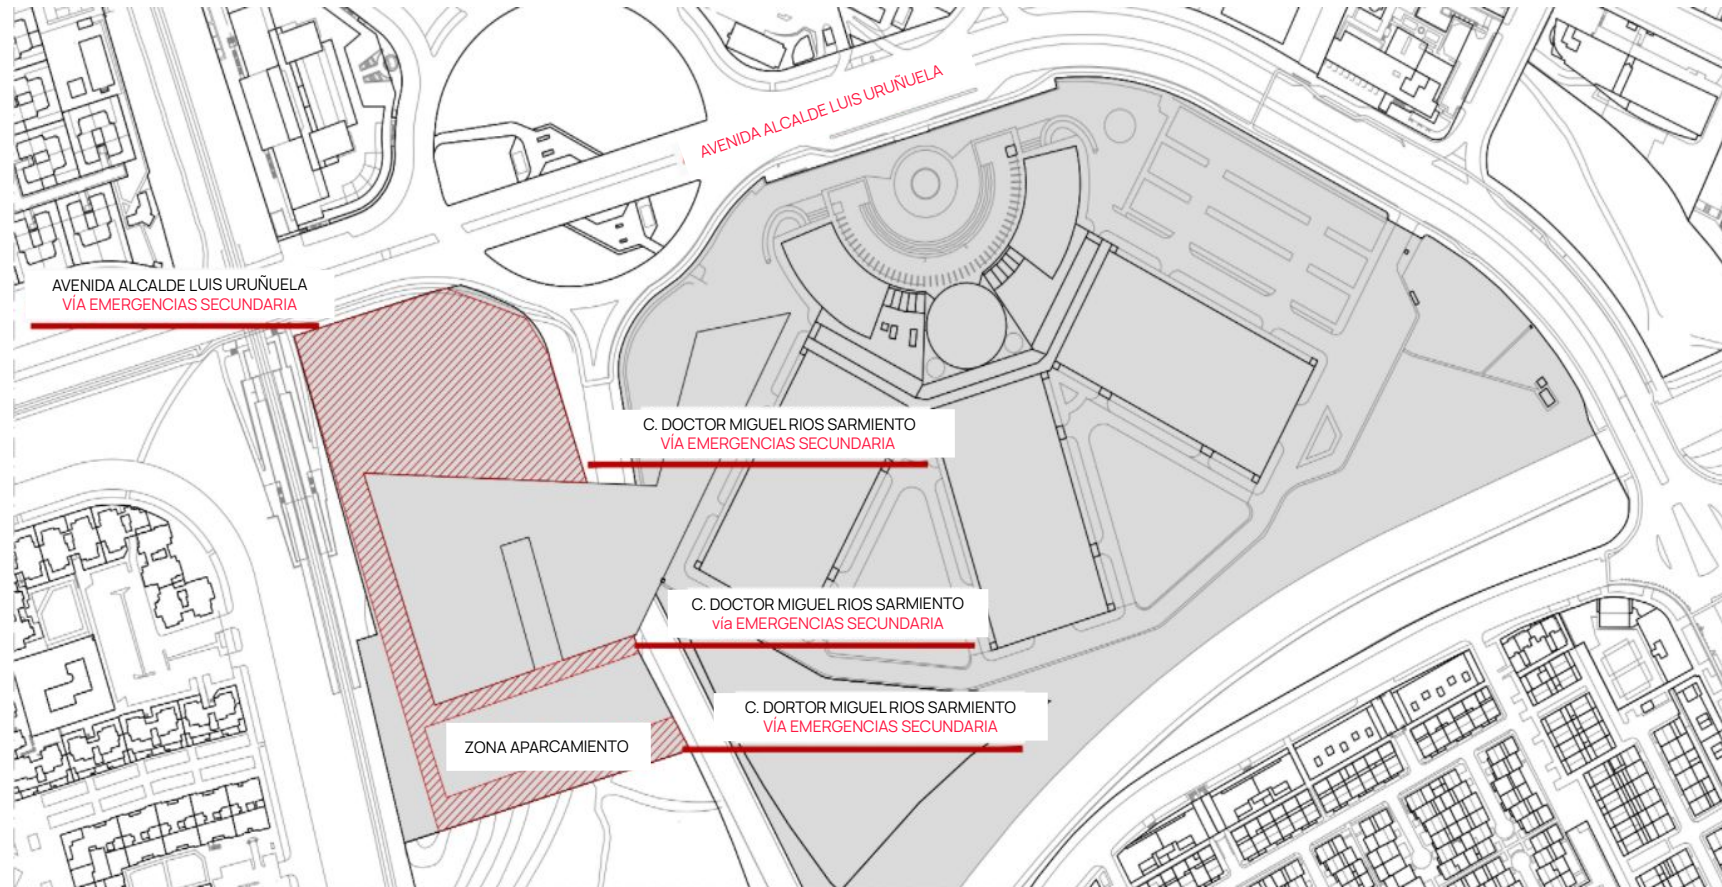 AVENIDA ALCALDE LUIS URUÑUELA
AVENIDA ALCALDE LUIS URUÑUELA
VÍA EMERGENCIAS SECUNDARIA
C. DOCTOR MIGUEL RIOS SARMIENTO
VÍA EMERGENCIAS SECUNDARIA
C. DOCTOR MIGUEL RIOS SARMIENTO
vía EMERGENCIAS SECUNDARIA
C. DORTOR MIGUEL RIOS SARMIENTO
VÍA EMERGENCIAS SECUNDARIA
ZONA APARCAMIENTO